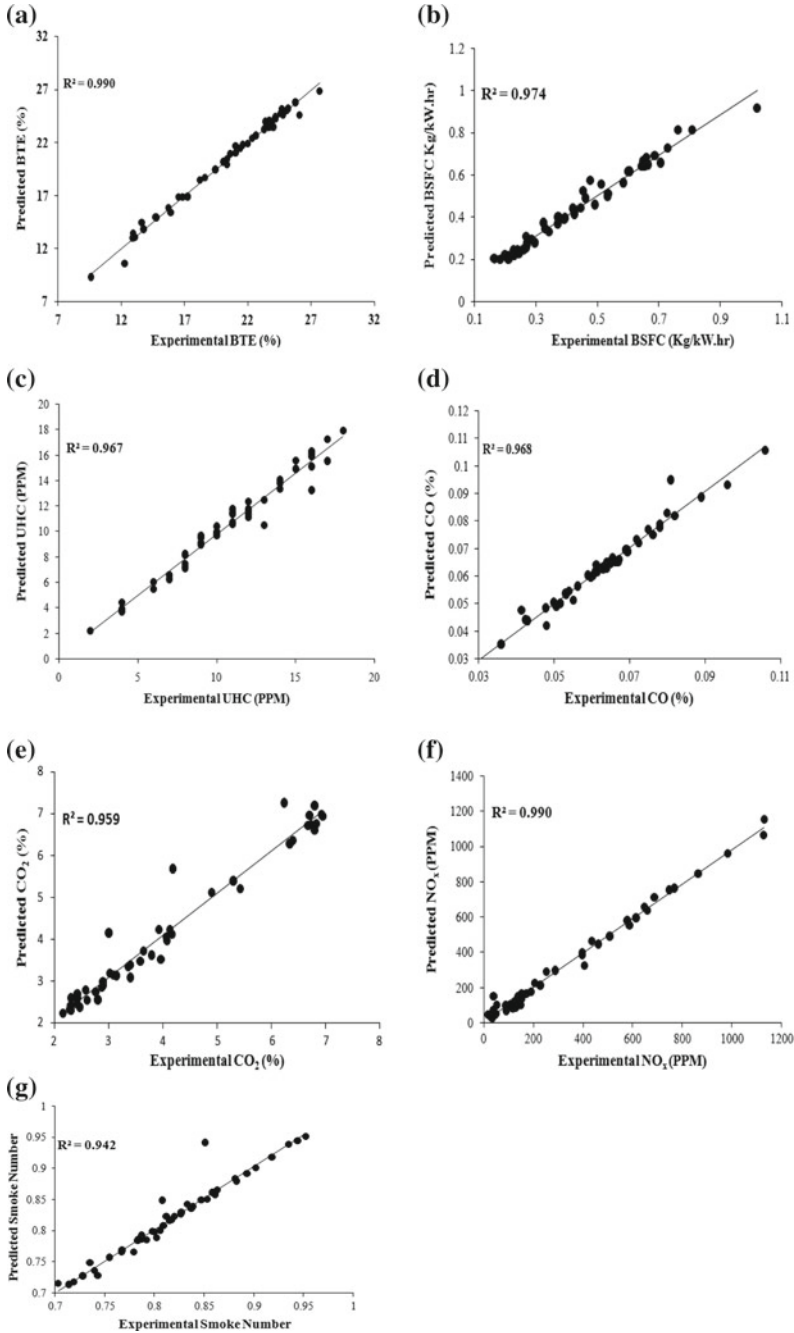 (a)
32
27
22
17
12
7
R² = 0.990
Predicted BTE (%)
7 12 17 22 27 32
Experimental BTE (%)
(b)
1.2
1
0.8
0.6
0.4
0.2
0
R² = 0.974
Predicted BSFC Kg/kW.hr)
0.1 0.3 0.5 0.7 0.9 1.1
Experimental BSFC (Kg/kW.hr)
(c)
20
18
16
14
12
10
8
6
4
2
0
R² = 0.967
Predicted UHC (PPM)
0 5 10 15 20
Experimental UHC (PPM)
(d)
0.12
0.11
0.1
0.09
0.08
0.07
0.06
0.05
0.04
0.03
R² = 0.968
Predicted CO (%)
0.03 0.05 0.07 0.09 0.11
Experimental CO (%)
(e)
8
7
6
5
4
3
2
R² = 0.959
Predicted CO₂ (%)
2 3 4 5 6 7 8
Experimental CO₂ (%)
(f)
1400
1200
1000
800
600
400
200
0
R² = 0.990
Predicted NOₓ (PPM)
0 200 400 600 800 1000 1200
Experimental NOₓ (PPM)
(g)
1
0.95
0.9
0.85
0.8
0.75
0.7
R² = 0.942
Predicted Smoke Number
0.7 0.75 0.8 0.85 0.9 0.95 1
Experimental Smoke Number